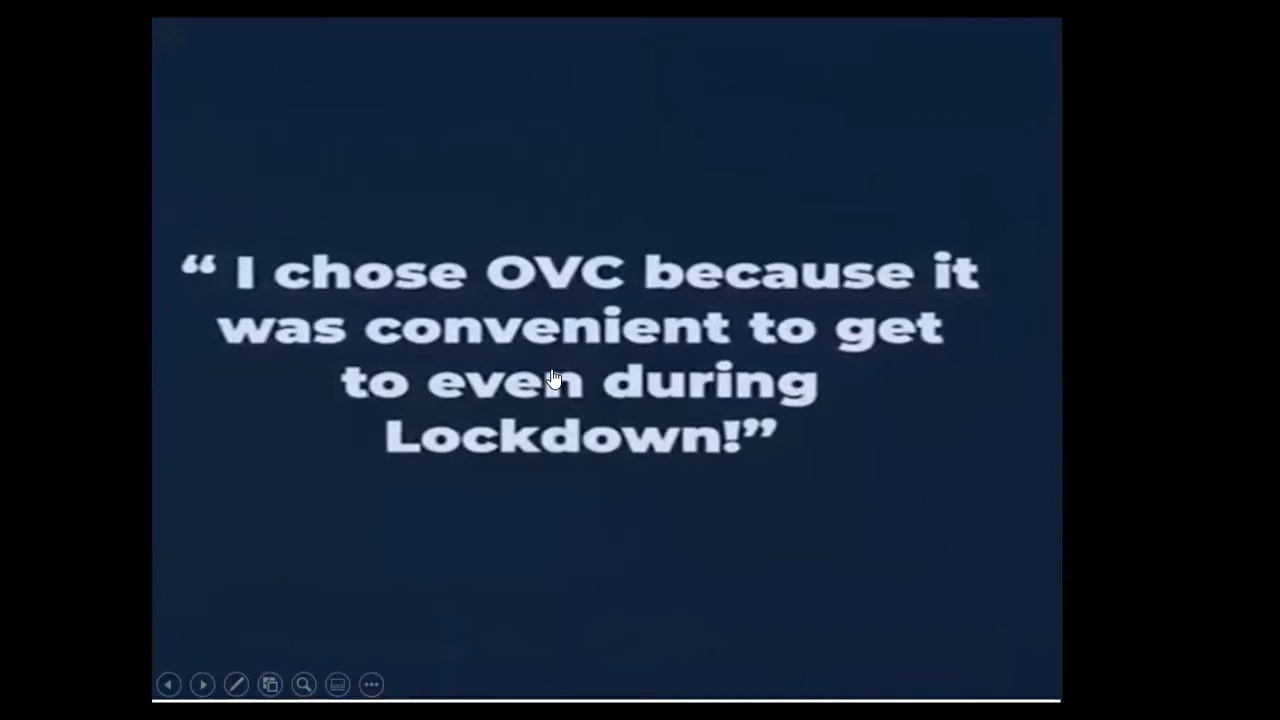 “ I chose OVC because it
was convenient to get
to even during
Lockdown!”